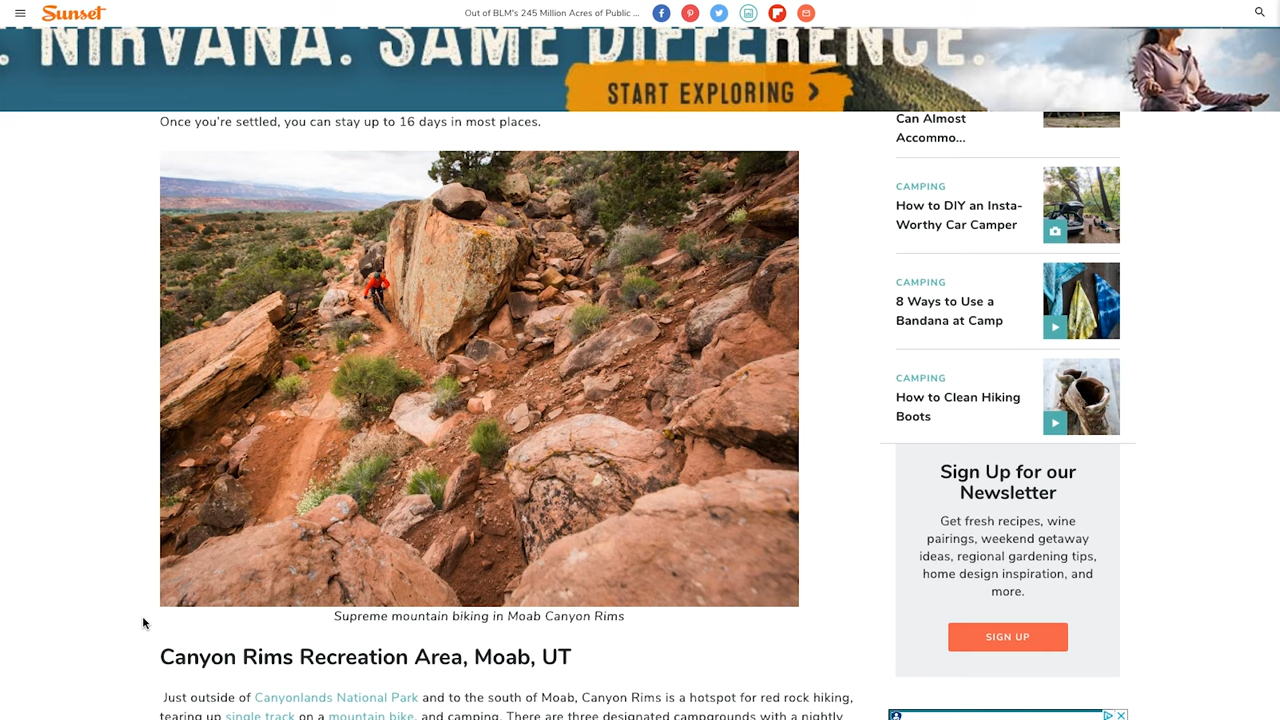 Sunset
Out of BLM's 245 Million Acres of Public ...
. NIRVANA. SAME DIFFERENCE.
START EXPLORING >
Once you're settled, you can stay up to 16 days in most places.
Supreme mountain biking in Moab Canyon Rims
Canyon Rims Recreation Area, Moab, UT
Just outside of Canyonlands National Park and to the south of Moab, Canyon Rims is a hotspot for red rock hiking,
tearing up single track on a mountain bike, and camping. There are three designated campgrounds with a nightly
Can Almost
Accommo...
CAMPING
How to DIY an Insta-
Worthy Car Camper
CAMPING
8 Ways to Use a
Bandana at Camp
CAMPING
How to Clean Hiking
Boots
Sign Up for our
Newsletter
Get fresh recipes, wine
pairings, weekend getaway
ideas, regional gardening tips,
home design inspiration, and
more.
SIGN UP